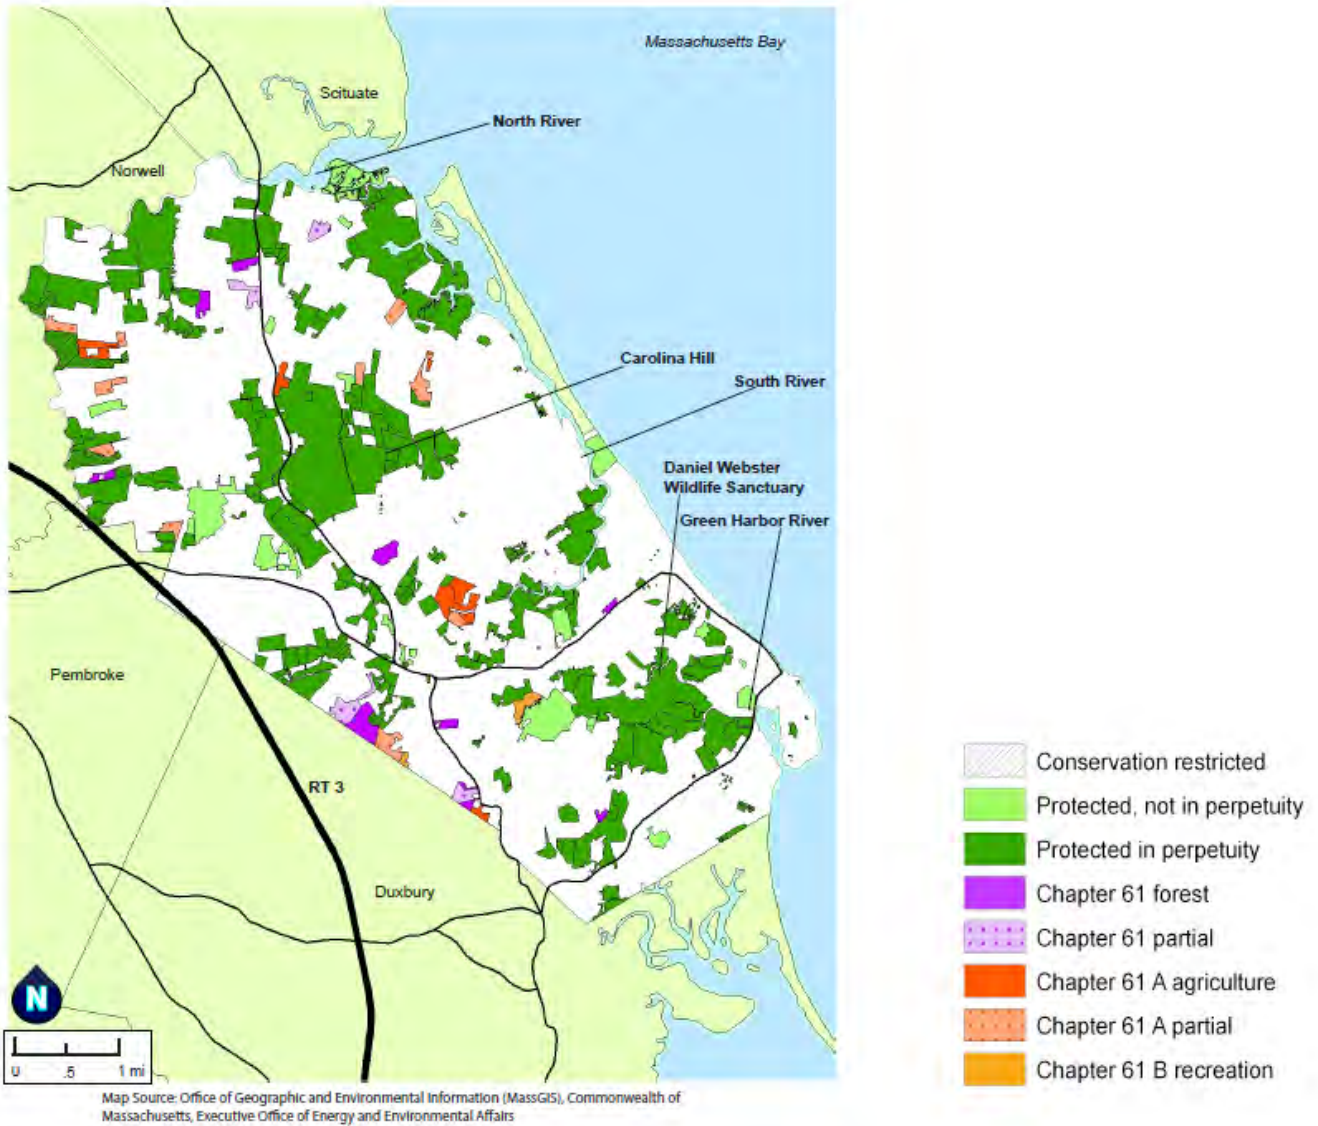 Massachusetts Bay
Scituate
North River
Norwell
Carolina Hill
South River
Daniel Webster
Wildlife Sanctuary
Green Harbor River
Pembroke
RT 3
Duxbury
N
0 .5 1 mi
Conservation restricted
Protected, not in perpetuity
Protected in perpetuity
Chapter 61 forest
Chapter 61 partial
Chapter 61 A agriculture
Chapter 61 A partial
Chapter 61 B recreation
Map Source: Office of Geographic and Environmental Information (MassGIS), Commonwealth of
Massachusetts, Executive Office of Energy and Environmental Affairs